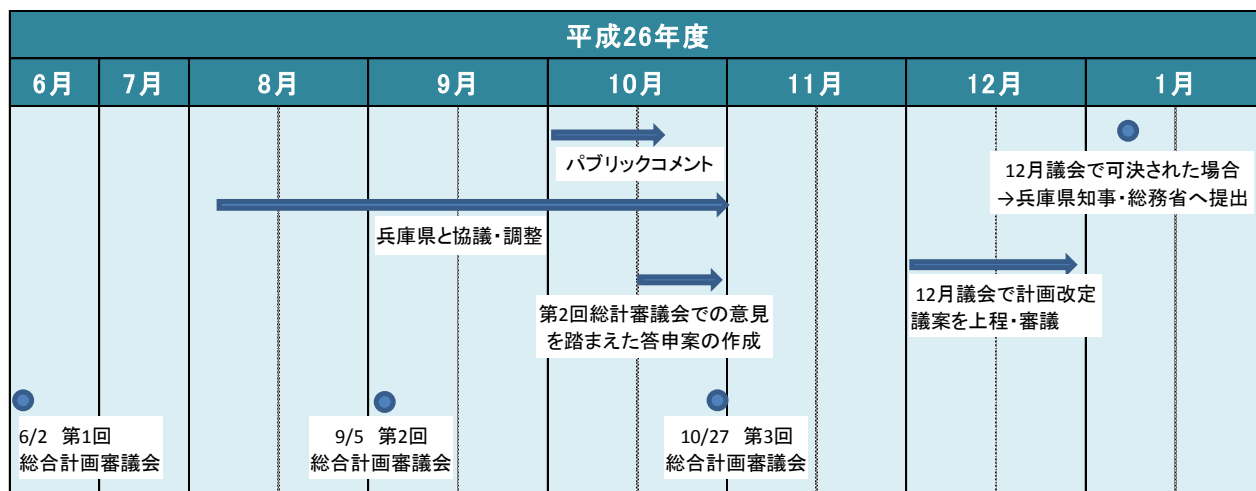 平成26年度
6月 7月 8月 9月 10月 11月 12月 1月
パブリックコメント
12月議会で可決された場合
→兵庫県知事・総務省へ提出
兵庫県と協議・調整
第2回総計審議会での意見
を踏まえた答申案の作成
12月議会で計画改定
議案を上程・審議
6/2 第1回
総合計画審議会
9/5 第2回
総合計画審議会
10/27 第3回
総合計画審議会